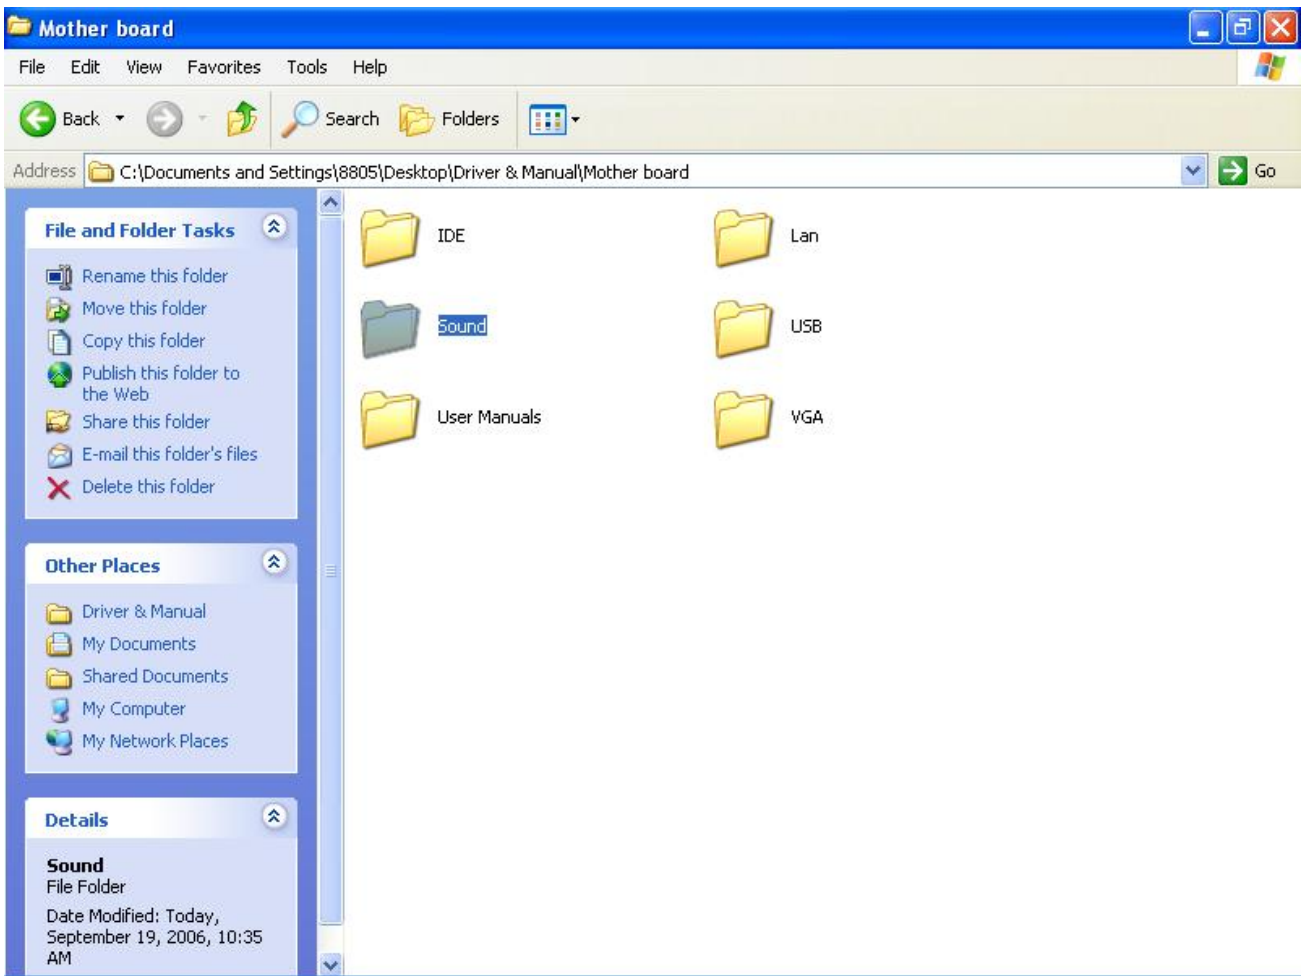 Mother board
File Edit View Favorites Tools Help
Back Search Folders
Address C:\Documents and Settings\8805\Desktop\Driver & Manual\Mother board Go
File and Folder Tasks
Rename this folder
Move this folder
Copy this folder
Publish this folder to
the Web
Share this folder
E-mail this folder's files
Delete this folder
Other Places
Driver & Manual
My Documents
Shared Documents
My Computer
My Network Places
Details
Sound
File Folder
Date Modified: Today,
September 19, 2006, 10:35
AM
IDE Lan
Sound USB
User Manuals VGA